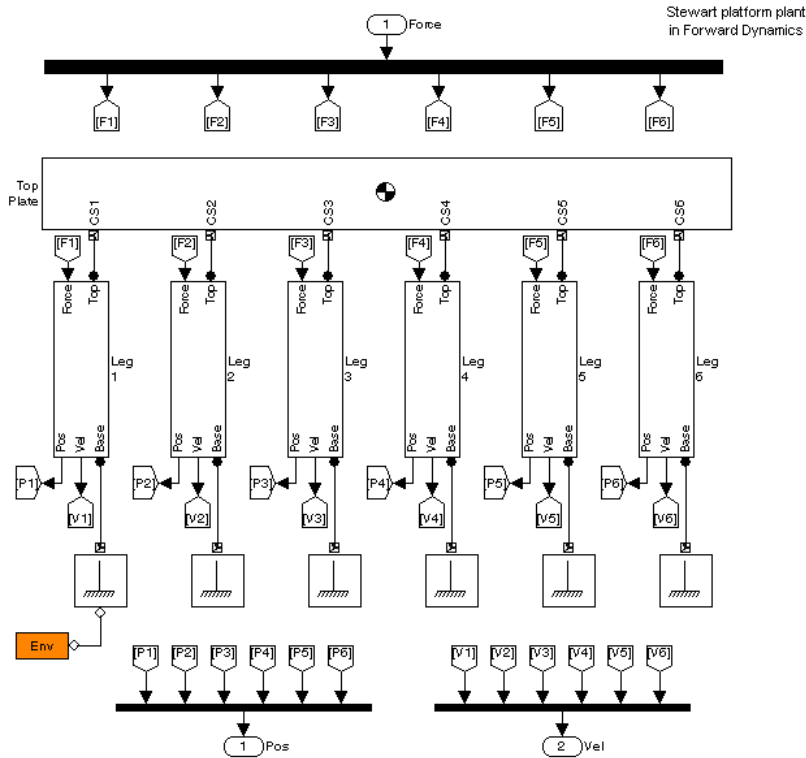 Stewart platform plant
in Forward Dynamics
1 Force
[F1] [F2] [F3] [F4] [F5] [F6]
Top
Plate
CS1 CS2 CS3 CS4 CS5 CS6
[F1] [F2] [F3] [F4] [F5] [F6]
Force Top Force Top Force Top Force Top Force Top Force Top
Leg Leg Leg Leg Leg Leg
1 2 3 4 5 6
Pos Vel Base Pos Vel Base Pos Vel Base Pos Vel Base Pos Vel Base Pos Vel Base
[P1] [P2] [P3] [P4] [P5] [P6]
[V1] [V2] [V3] [V4] [V5] [V6]
Env
[P1] [P2] [P3] [P4] [P5] [P6] [V1] [V2] [V3] [V4] [V5] [V6]
1 Pos 2 Vel